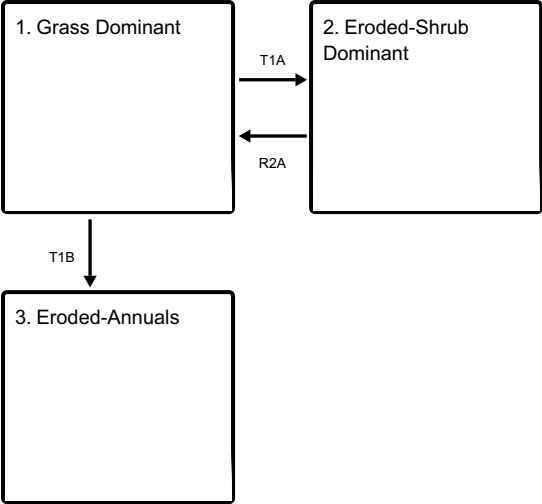 1. Grass Dominant
2. Eroded-Shrub
Dominant
T1A
R2A
T1B
3. Eroded-Annuals